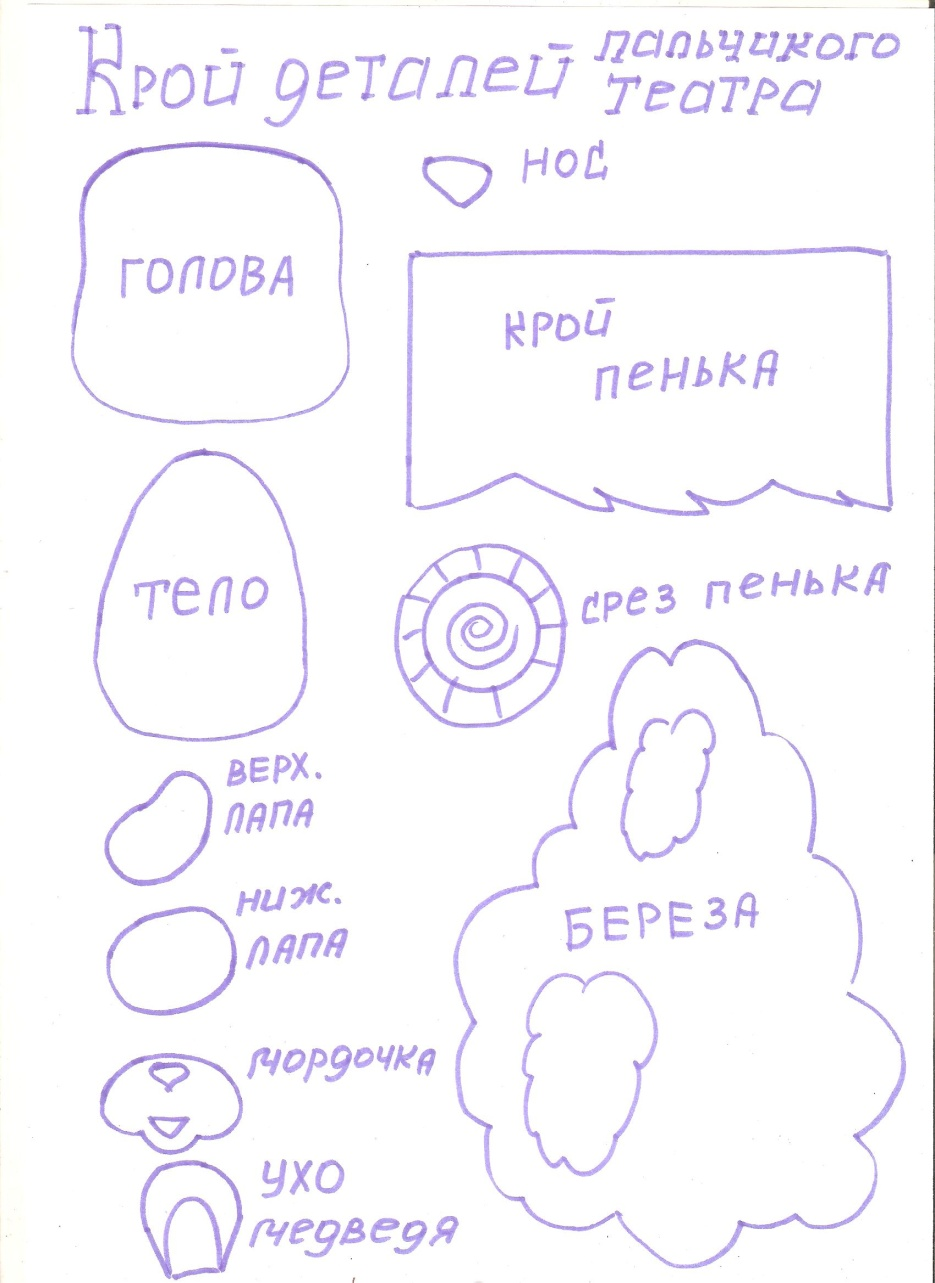 Крой деталей пальчикого
театра
нос
голова
крой
пенька
тело
срез пенька
верх.
лапа
ниж.
лапа
БЕРЕЗА
мордочка
ухо
медведя